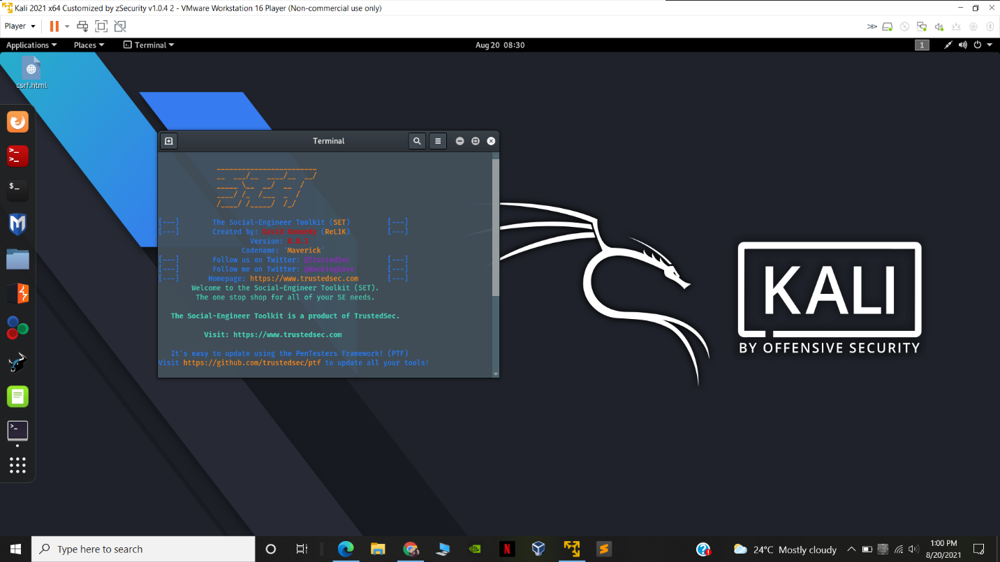 Kali 2021 x64 Customized by zSecurity v1.0.4 2 - VMware Workstation 16 Player (Non-commercial use only)
Player
Applications Places Terminal Aug 20 08:30 1
csrf.html
Terminal
[---] The Social-Engineer Toolkit (SET) [---]
[---] Created by: David Kennedy (ReL1K) [---]
Version: 8.0.3
Codename: 'Maverick'
[---] Follow us on Twitter: @TrustedSec [---]
[---] Follow me on Twitter: @HackingDave [---]
[---] Homepage: https://www.trustedsec.com [---]
Welcome to the Social-Engineer Toolkit (SET).
The one stop shop for all of your SE needs.
The Social-Engineer Toolkit is a product of TrustedSec.
Visit: https://www.trustedsec.com
It's easy to update using the PenTesters Framework! (PTF)
Visit https://github.com/trustedsec/ptf to update all your tools!
KALI
BY OFFENSIVE SECURITY
Type here to search
24°C Mostly cloudy
1:00 PM
8/20/2021